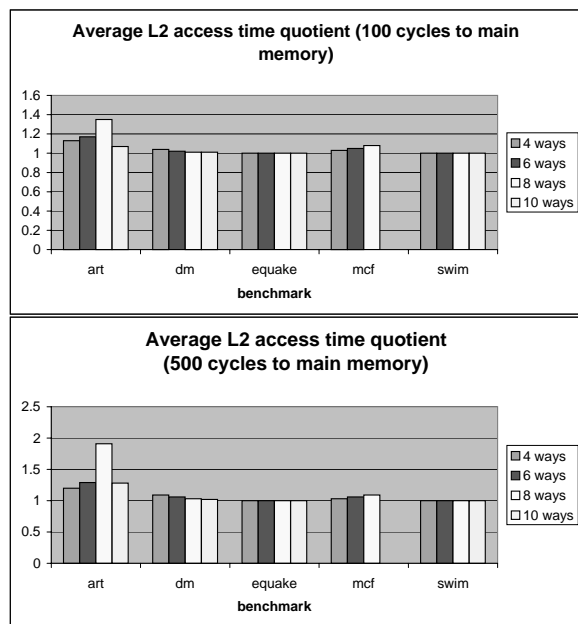 Average L2 access time quotient (100 cycles to main
memory)
1.6
1.4
1.2
1
0.8
0.6
0.4
0.2
0
art dm equake mcf swim
benchmark
4 ways
6 ways
8 ways
10 ways
Average L2 access time quotient
(500 cycles to main memory)
2.5
2
1.5
1
0.5
0
art dm equake mcf swim
benchmark
4 ways
6 ways
8 ways
10 ways